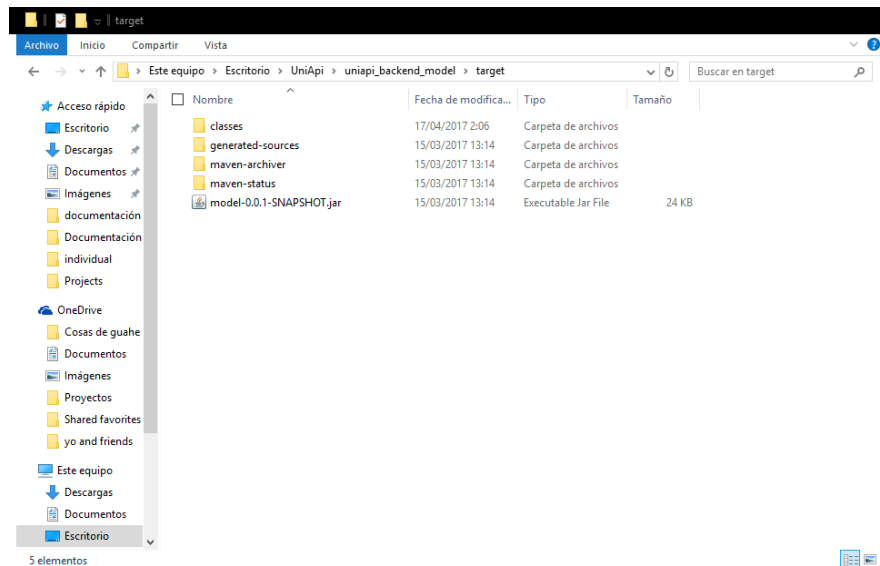 target
Archivo Inicio Compartir Vista
Este equipo > Escritorio > UniApi > uniapi_backend_model > target Buscar en target
Acceso rápido
Escritorio
Descargas
Documentos
Imágenes
documentación
Documentación
individual
Projects
OneDrive
Cosas de guahe
Documentos
Imágenes
Proyectos
Shared favorites
yo and friends
Este equipo
Descargas
Documentos
Escritorio
Nombre Fecha de modifica... Tipo Tamaño
classes 17/04/2017 2:06 Carpeta de archivos
generated-sources 15/03/2017 13:14 Carpeta de archivos
maven-archiver 15/03/2017 13:14 Carpeta de archivos
maven-status 15/03/2017 13:14 Carpeta de archivos
model-0.0.1-SNAPSHOT.jar 15/03/2017 13:14 Executable Jar File 24 KB
5 elementos